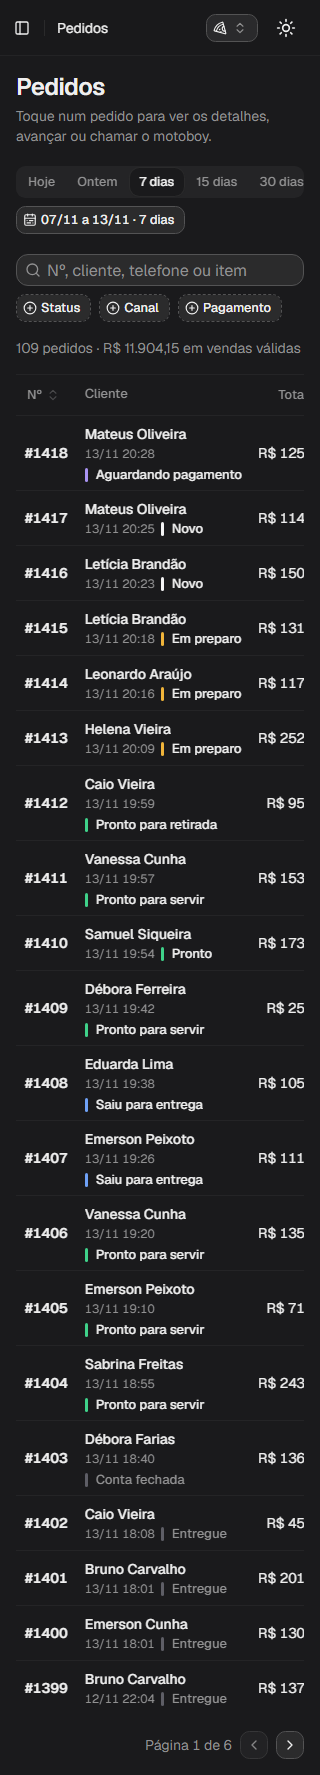 Pedidos
Pedidos
Toque num pedido para ver os detalhes,
avançar ou chamar o motoboy.
Hoje Ontem 7 dias 15 dias 30 dias
07/11 a 13/11 · 7 dias
Nº, cliente, telefone ou item
Status Canal Pagamento
109 pedidos · R$ 11.904,15 em vendas válidas
Nº Cliente Tota
Mateus Oliveira
#1418 13/11 20:28 R$ 125
Aguardando pagamento
Mateus Oliveira
#1417 13/11 20:25 Novo R$ 114
Letícia Brandão
#1416 13/11 20:23 Novo R$ 150
Letícia Brandão
#1415 13/11 20:18 Em preparo R$ 131
Leonardo Araújo
#1414 13/11 20:16 Em preparo R$ 117
Helena Vieira
#1413 13/11 20:09 Em preparo R$ 252
Caio Vieira
#1412 13/11 19:59 R$ 95
Pronto para retirada
Vanessa Cunha
#1411 13/11 19:57 R$ 153
Pronto para servir
Samuel Siqueira
#1410 13/11 19:54 Pronto R$ 173
Débora Ferreira
#1409 13/11 19:42 R$ 25
Pronto para servir
Eduarda Lima
#1408 13/11 19:38 R$ 105
Saiu para entrega
Emerson Peixoto
#1407 13/11 19:26 R$ 111
Saiu para entrega
Vanessa Cunha
#1406 13/11 19:20 R$ 135
Pronto para servir
Emerson Peixoto
#1405 13/11 19:10 R$ 71
Pronto para servir
Sabrina Freitas
#1404 13/11 18:55 R$ 243
Pronto para servir
Débora Farias
#1403 13/11 18:40 R$ 136
Conta fechada
Caio Vieira
#1402 13/11 18:08 Entregue R$ 45
Bruno Carvalho
#1401 13/11 18:01 Entregue R$ 201
Emerson Cunha
#1400 13/11 18:01 Entregue R$ 130
Bruno Carvalho
#1399 12/11 22:04 Entregue R$ 137
Página 1 de 6